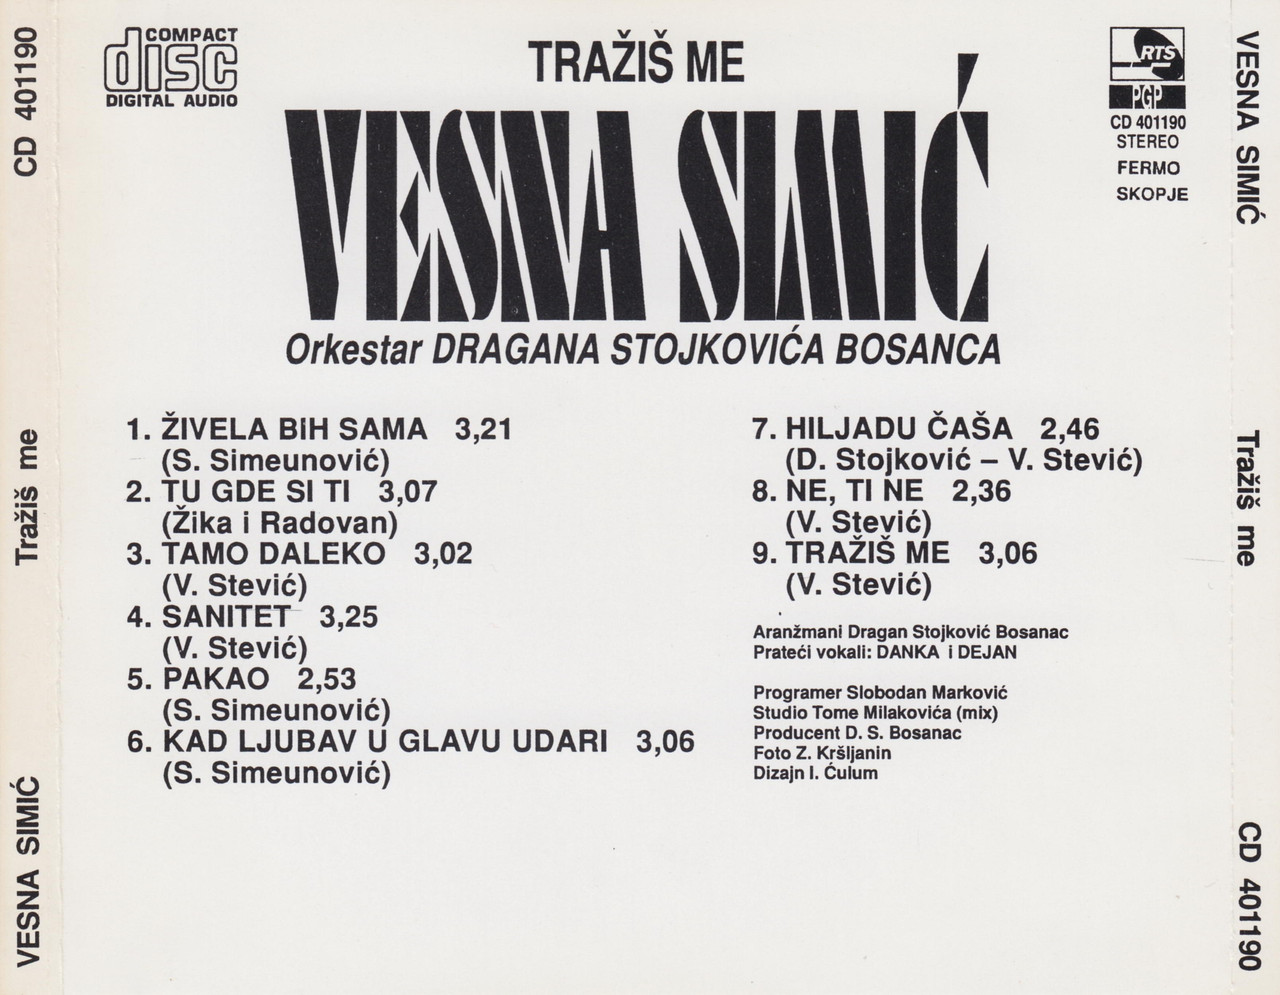 CD 401190
Tražiš me
VESNA SIMIĆ
COMPACT
disc
DIGITAL AUDIO
TRAŽIŠ ME
VESNA SIMIĆ
Orkestar DRAGANA STOJKOVIĆA BOSANCA
RTS
PGP
CD 401190
STEREO
FERMO
SKOPJE
1. ŽIVELA BIH SAMA 3,21
(S. Simeunović)
2. TU GDE SI TI 3,07
(Žika i Radovan)
3. TAMO DALEKO 3,02
(V. Stević)
4. SANITET 3,25
(V. Stević)
5. PAKAO 2,53
(S. Simeunović)
6. KAD LJUBAV U GLAVU UDARI 3,06
(S. Simeunović)
7. HILJADU ČAŠA 2,46
(D. Stojković – V. Stević)
8. NE, TI NE 2,36
(V. Stević)
9. TRAŽIŠ ME 3,06
(V. Stević)
Aranžmani Dragan Stojković Bosanac
Prateći vokali: DANKA i DEJAN
Programer Slobodan Marković
Studio Tome Milakovića (mix)
Producent D. S. Bosanac
Foto Z. Kršljanin
Dizajn I. Ćulum
VESNA SIMIĆ
Tražiš me
CD 401190